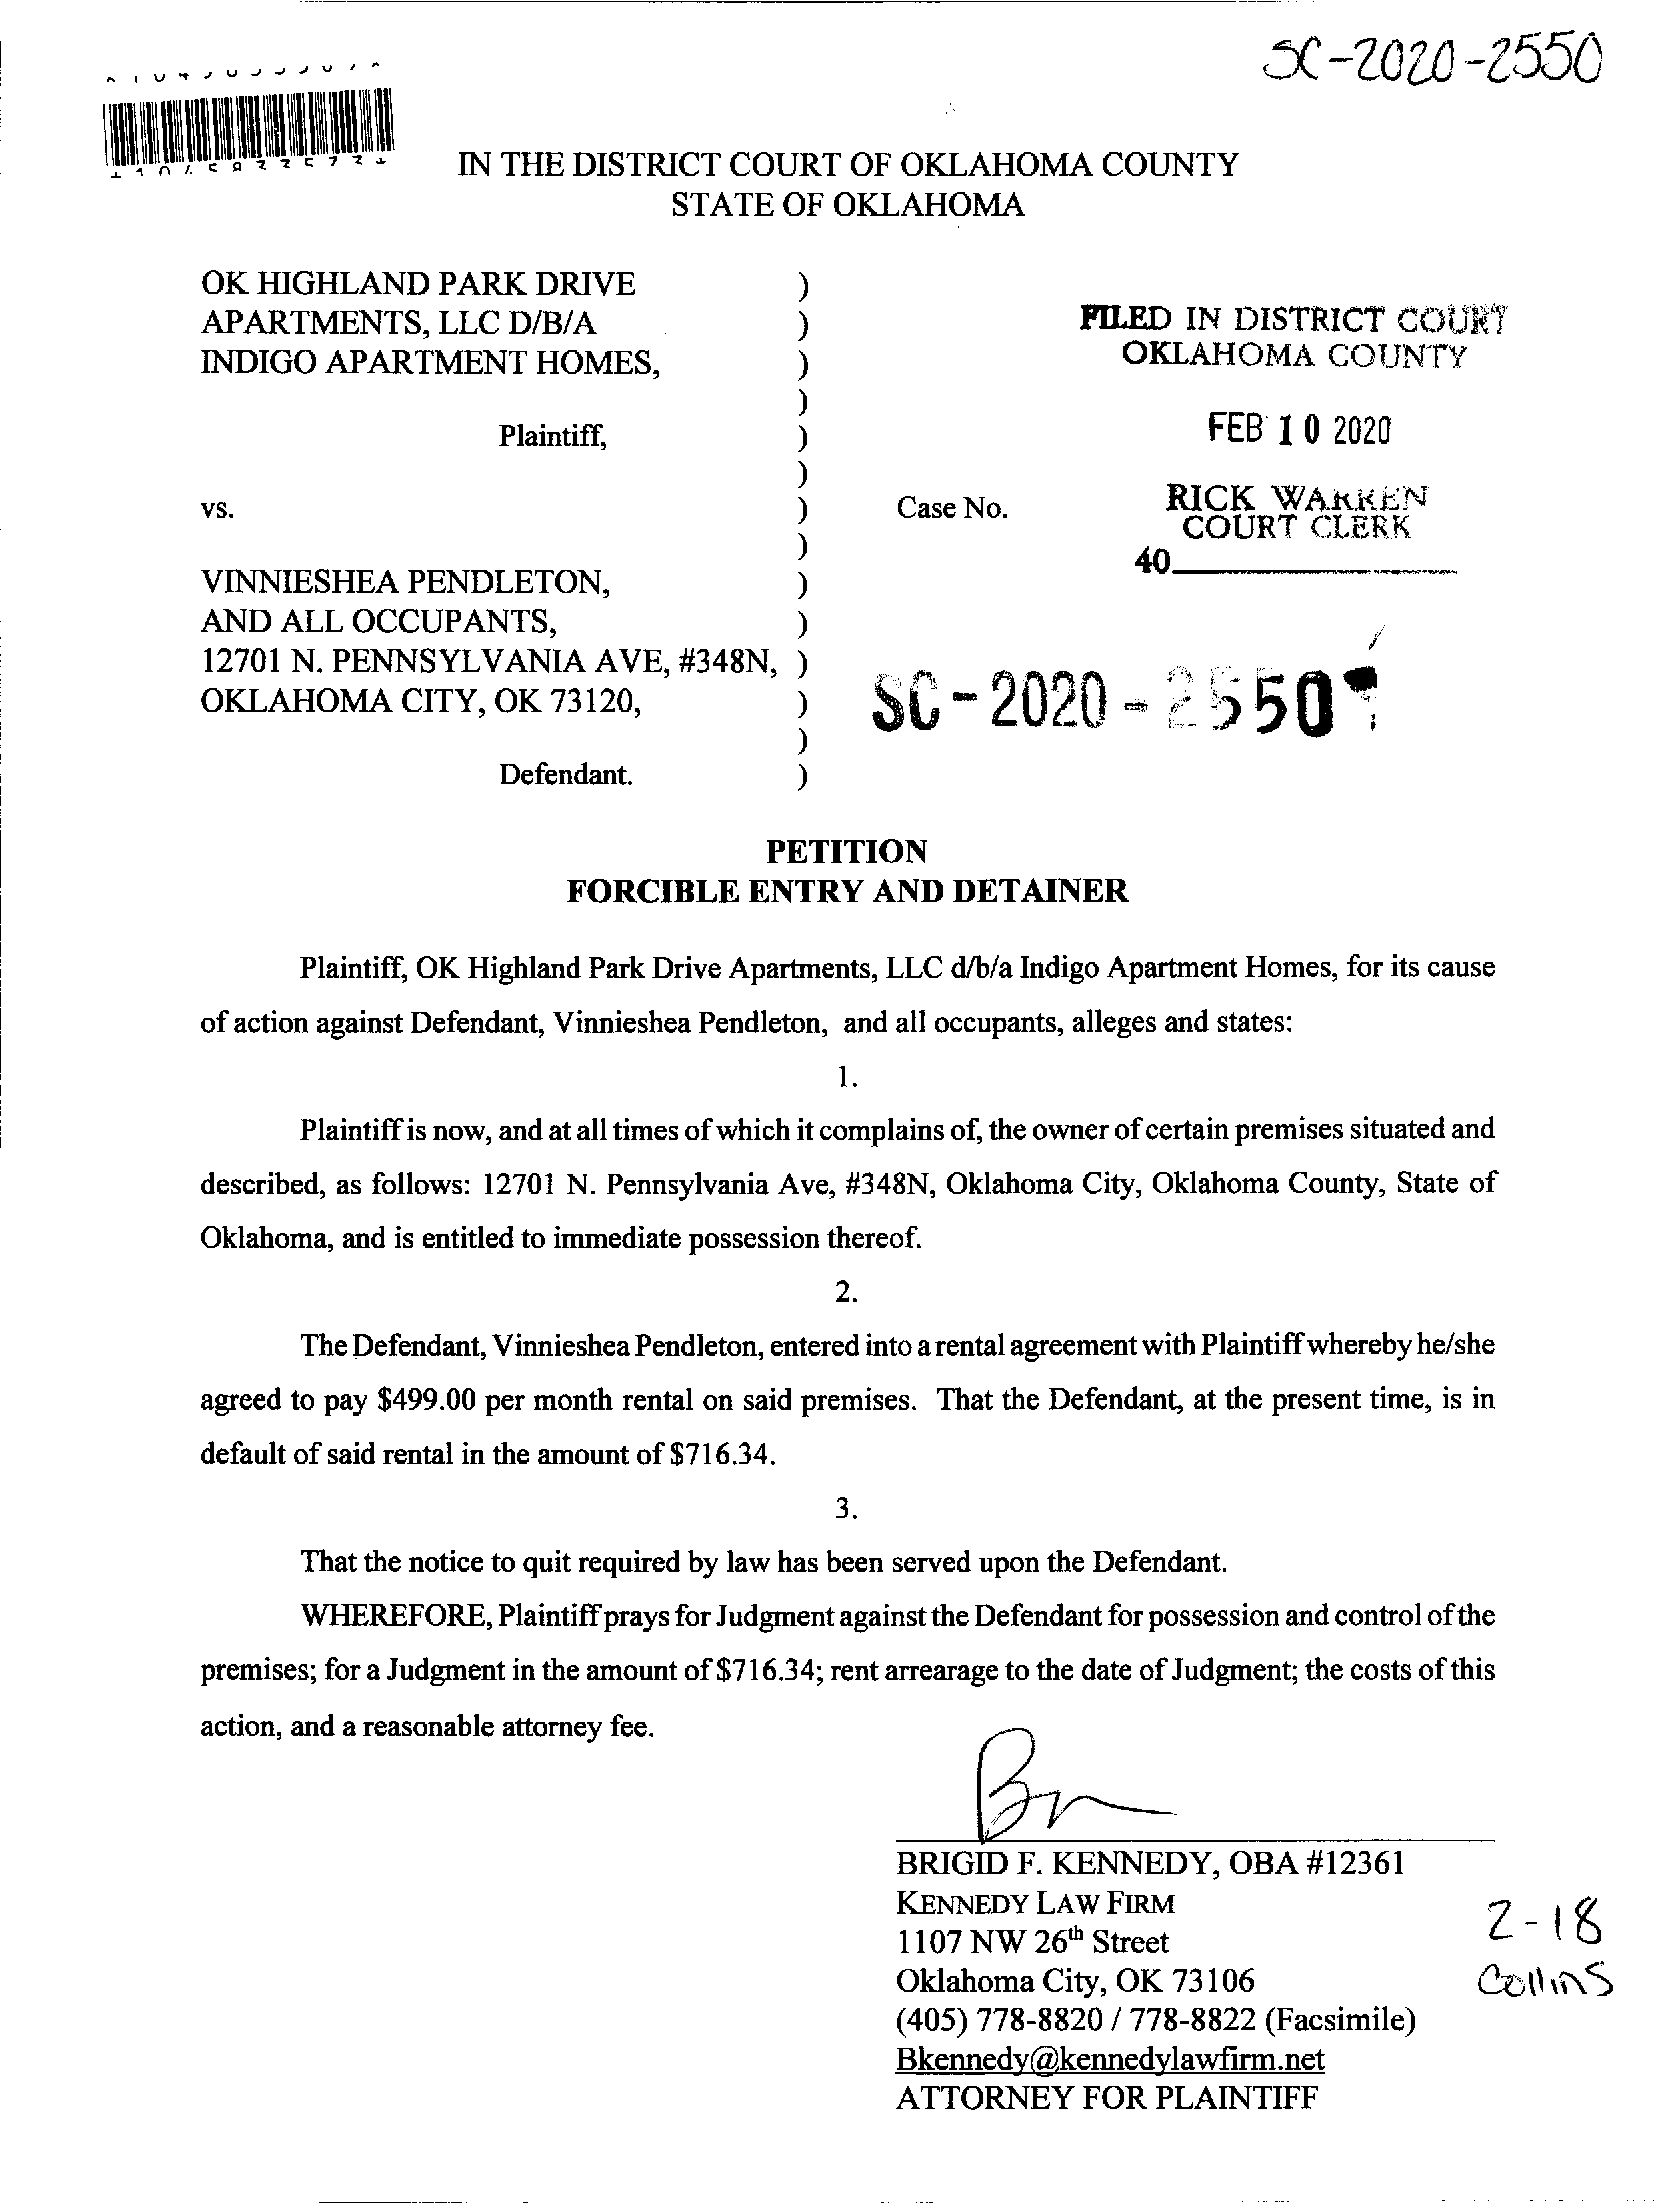 SC-2020-2550
IN THE DISTRICT COURT OF OKLAHOMA COUNTY
STATE OF OKLAHOMA
OK HIGHLAND PARK DRIVE )
APARTMENTS, LLC D/B/A )
INDIGO APARTMENT HOMES, )
)
Plaintiff, )
)
vs. )
)
VINNIESHEA PENDLETON, )
AND ALL OCCUPANTS, )
12701 N. PENNSYLVANIA AVE, #348N, )
OKLAHOMA CITY, OK 73120, )
)
Defendant. )
FILED IN DISTRICT COURT
OKLAHOMA COUNTY
FEB 10 2020
Case No.
RICK WARREN
COURT CLERK
40
SC-2020-2550
PETITION
FORCIBLE ENTRY AND DETAINER
Plaintiff, OK Highland Park Drive Apartments, LLC d/b/a Indigo Apartment Homes, for its cause
of action against Defendant, Vinnieshea Pendleton, and all occupants, alleges and states:
1.
Plaintiff is now, and at all times of which it complains of, the owner of certain premises situated and
described, as follows: 12701 N. Pennsylvania Ave, #348N, Oklahoma City, Oklahoma County, State of
Oklahoma, and is entitled to immediate possession thereof.
2.
The Defendant, Vinnieshea Pendleton, entered into a rental agreement with Plaintiff whereby he/she
agreed to pay $499.00 per month rental on said premises. That the Defendant, at the present time, is in
default of said rental in the amount of $716.34.
3.
That the notice to quit required by law has been served upon the Defendant.
WHEREFORE, Plaintiff prays for Judgment against the Defendant for possession and control of the
premises; for a Judgment in the amount of $716.34; rent arrearage to the date of Judgment; the costs of this
action, and a reasonable attorney fee.
BRIGID F. KENNEDY, OBA #12361
KENNEDY LAW FIRM
1107 NW 26th Street
Oklahoma City, OK 73106
(405) 778-8820 / 778-8822 (Facsimile)
Bkennedy@kennedylawfirm.net
ATTORNEY FOR PLAINTIFF
2-18
Collins